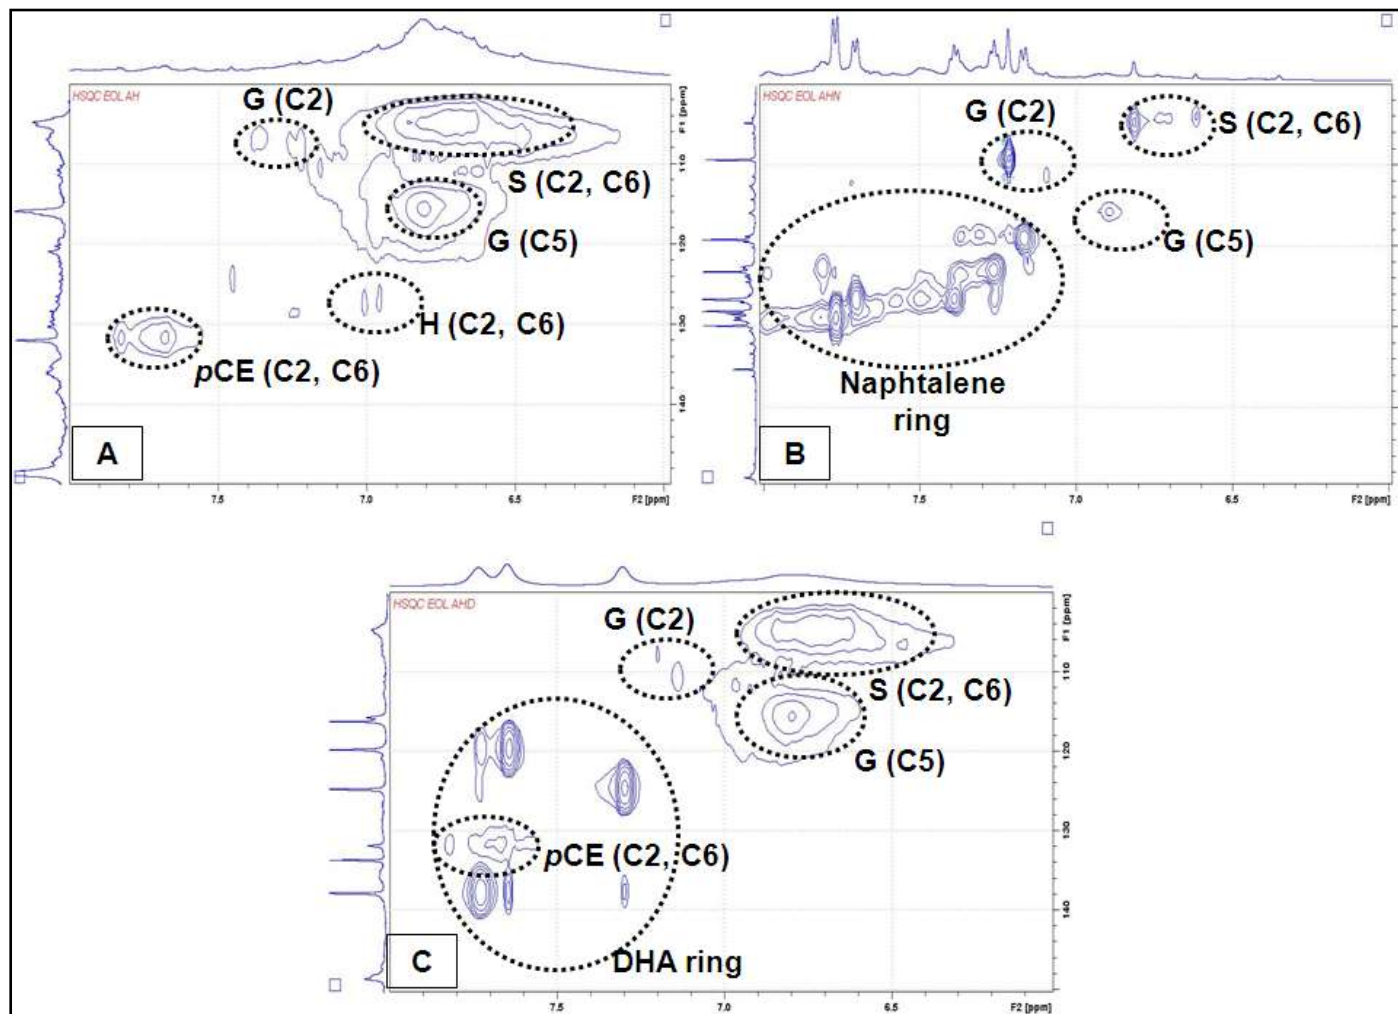 HSQC EOL AH
G (C2)
S (C2, C6)
G (C5)
H (C2, C6)
pCE (C2, C6)
A
F1 [ppm]
110
120
130
140
7.5
7.0
6.5
F2 [ppm]
HSQC EOL AHN
G (C2)
S (C2, C6)
G (C5)
Naphtalene
ring
B
7.5
7.0
6.5
F2 [ppm]
HSQC EOL AHD
G (C2)
S (C2, C6)
G (C5)
pCE (C2, C6)
DHA ring
C
F1 [ppm]
110
120
130
140
7.5
7.0
6.5
F2 [ppm]